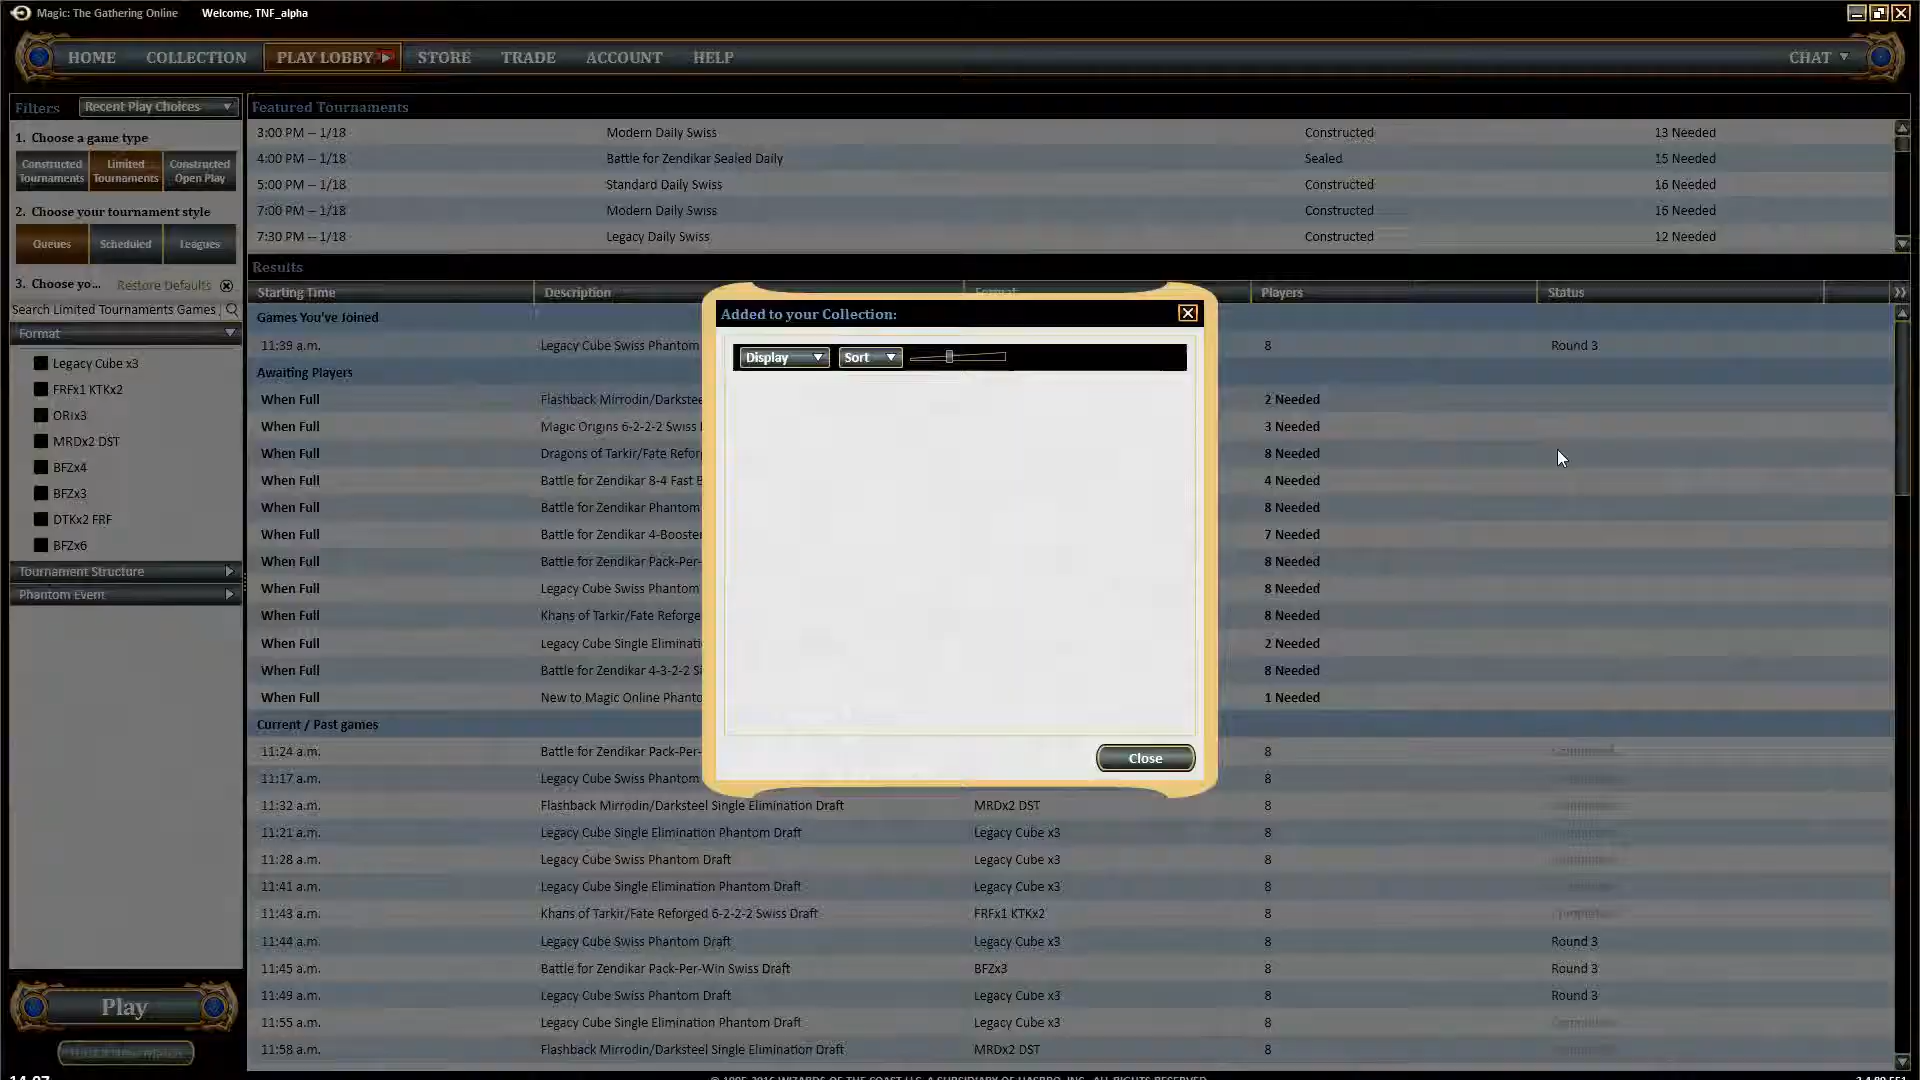 Magic: The Gathering Online Welcome, TNF_alpha
HOME COLLECTION PLAY LOBBY STORE TRADE ACCOUNT HELP CHAT
Filters Recent Play Choices
1. Choose a game type
Constructed Tournaments Limited Tournaments Constructed Open Play
2. Choose your tournament style
Queues Scheduled Leagues
3. Choose yo... Restore Defaults
Search Limited Tournaments Games
Format
Legacy Cube x3
FRFx1 KTKx2
ORIx3
MRDx2 DST
BFZx4
BFZx3
DTKx2 FRF
BFZx6
Tournament Structure
Phantom Event
Play
Featured Tournaments
3:00 PM – 1/18 Modern Daily Swiss Constructed 13 Needed
4:00 PM – 1/18 Battle for Zendikar Sealed Daily Sealed 15 Needed
5:00 PM – 1/18 Standard Daily Swiss Constructed 16 Needed
7:00 PM – 1/18 Modern Daily Swiss Constructed 16 Needed
7:30 PM – 1/18 Legacy Daily Swiss Constructed 12 Needed
Results
Starting Time Description Format Players Status
Games You've Joined
11:39 a.m. Legacy Cube Swiss Phantom 8 Round 3
Awaiting Players
When Full Flashback Mirrodin/Darkstee 2 Needed
When Full Magic Origins 6-2-2-2 Swiss 3 Needed
When Full Dragons of Tarkir/Fate Refor 8 Needed
When Full Battle for Zendikar 8-4 Fast B 4 Needed
When Full Battle for Zendikar Phantom 8 Needed
When Full Battle for Zendikar 4-Booste 7 Needed
When Full Battle for Zendikar Pack-Per- 8 Needed
When Full Legacy Cube Swiss Phantom 8 Needed
When Full Khans of Tarkir/Fate Reforge 8 Needed
When Full Legacy Cube Single Eliminati 2 Needed
When Full Battle for Zendikar 4-3-2-2 S 8 Needed
When Full New to Magic Online Phanto 1 Needed
Current / Past games
11:24 a.m. Battle for Zendikar Pack-Per- 8
11:17 a.m. Legacy Cube Swiss Phantom 8
11:32 a.m. Flashback Mirrodin/Darksteel Single Elimination Draft MRDx2 DST 8
11:21 a.m. Legacy Cube Single Elimination Phantom Draft Legacy Cube x3 8
11:28 a.m. Legacy Cube Swiss Phantom Draft Legacy Cube x3 8
11:41 a.m. Legacy Cube Single Elimination Phantom Draft Legacy Cube x3 8
11:43 a.m. Khans of Tarkir/Fate Reforged 6-2-2-2 Swiss Draft FRFx1 KTKx2 8
11:44 a.m. Legacy Cube Swiss Phantom Draft Legacy Cube x3 8 Round 3
11:45 a.m. Battle for Zendikar Pack-Per-Win Swiss Draft BFZx3 8 Round 3
11:49 a.m. Legacy Cube Swiss Phantom Draft Legacy Cube x3 8 Round 3
11:55 a.m. Legacy Cube Single Elimination Phantom Draft Legacy Cube x3 8
11:58 a.m. Flashback Mirrodin/Darksteel Single Elimination Draft MRDx2 DST 8
Added to your Collection:
Display Sort
Close